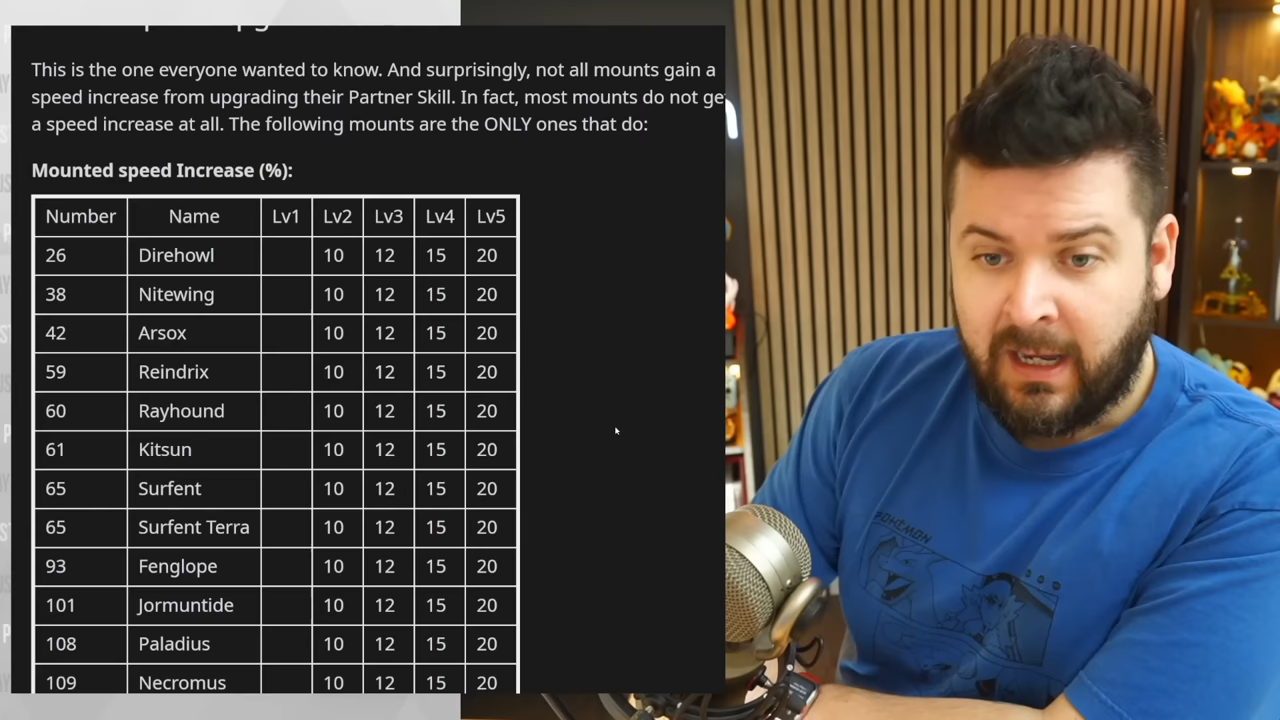 This is the one everyone wanted to know. And surprisingly, not all mounts gain a
speed increase from upgrading their Partner Skill. In fact, most mounts do not get
a speed increase at all. The following mounts are the ONLY ones that do:
Mounted speed Increase (%):
Number Name Lv1 Lv2 Lv3 Lv4 Lv5
26 Direhowl 10 12 15 20
38 Nitewing 10 12 15 20
42 Arsox 10 12 15 20
59 Reindrix 10 12 15 20
60 Rayhound 10 12 15 20
61 Kitsun 10 12 15 20
65 Surfent 10 12 15 20
65 Surfent Terra 10 12 15 20
93 Fenglope 10 12 15 20
101 Jormuntide 10 12 15 20
108 Paladius 10 12 15 20
109 Necromus 10 12 15 20
POKÉMON